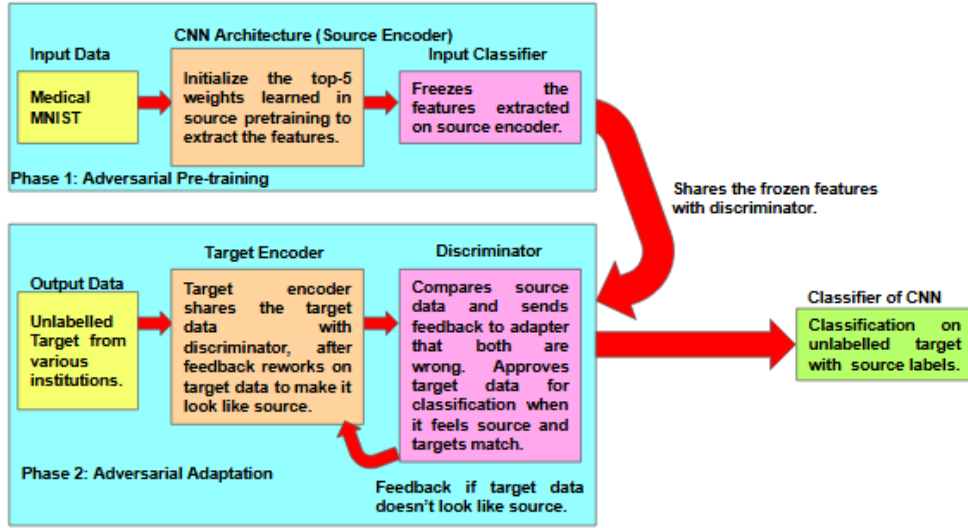 CNN Architecture (Source Encoder)
Input Data
Input Classifier
Medical
MNIST
Initialize the top-5
weights learned in
source pretraining to
extract the features.
Freezes the
features extracted
on source encoder.
Phase 1: Adversarial Pre-training
Shares the frozen features
with discriminator.
Target Encoder
Discriminator
Output Data
Unlabelled
Target from
various
institutions.
Target encoder
shares the target
data with
discriminator, after
feedback reworks on
target data to make it
look like source.
Compares source
data and sends
feedback to adapter
that both are
wrong. Approves
target data for
classification when
it feels source and
targets match.
Classifier of CNN
Classification on
unlabelled target
with source labels.
Phase 2: Adversarial Adaptation
Feedback if target data
doesn't look like source.